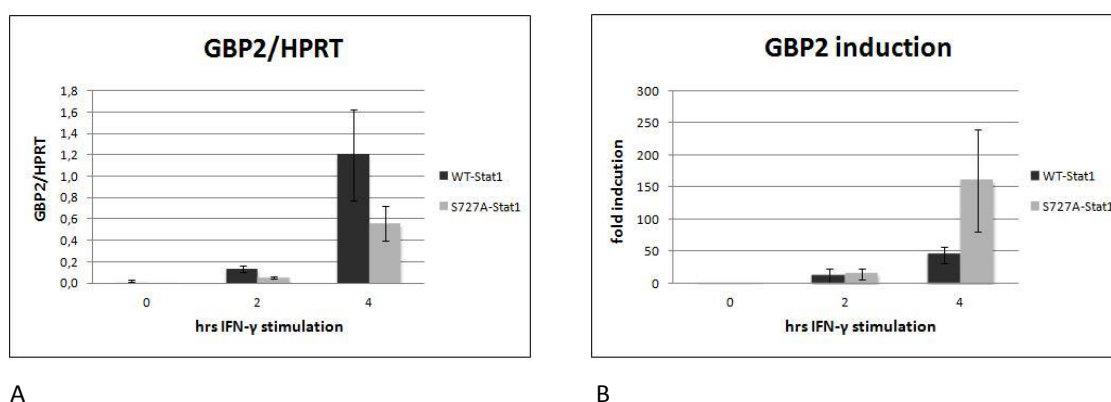 GBP2/HPRT
1,8
1,6
1,4
1,2
1,0
0,8
0,6
0,4
0,2
0,0
GBP2/HPRT
0 2 4
hrs IFN-γ stimulation
WT-Stat1
S727A-Stat1
A
GBP2 induction
300
250
200
150
100
50
0
fold indcution
0 2 4
hrs IFN-γ stimulation
WT-Stat1
S727A-Stat1
B